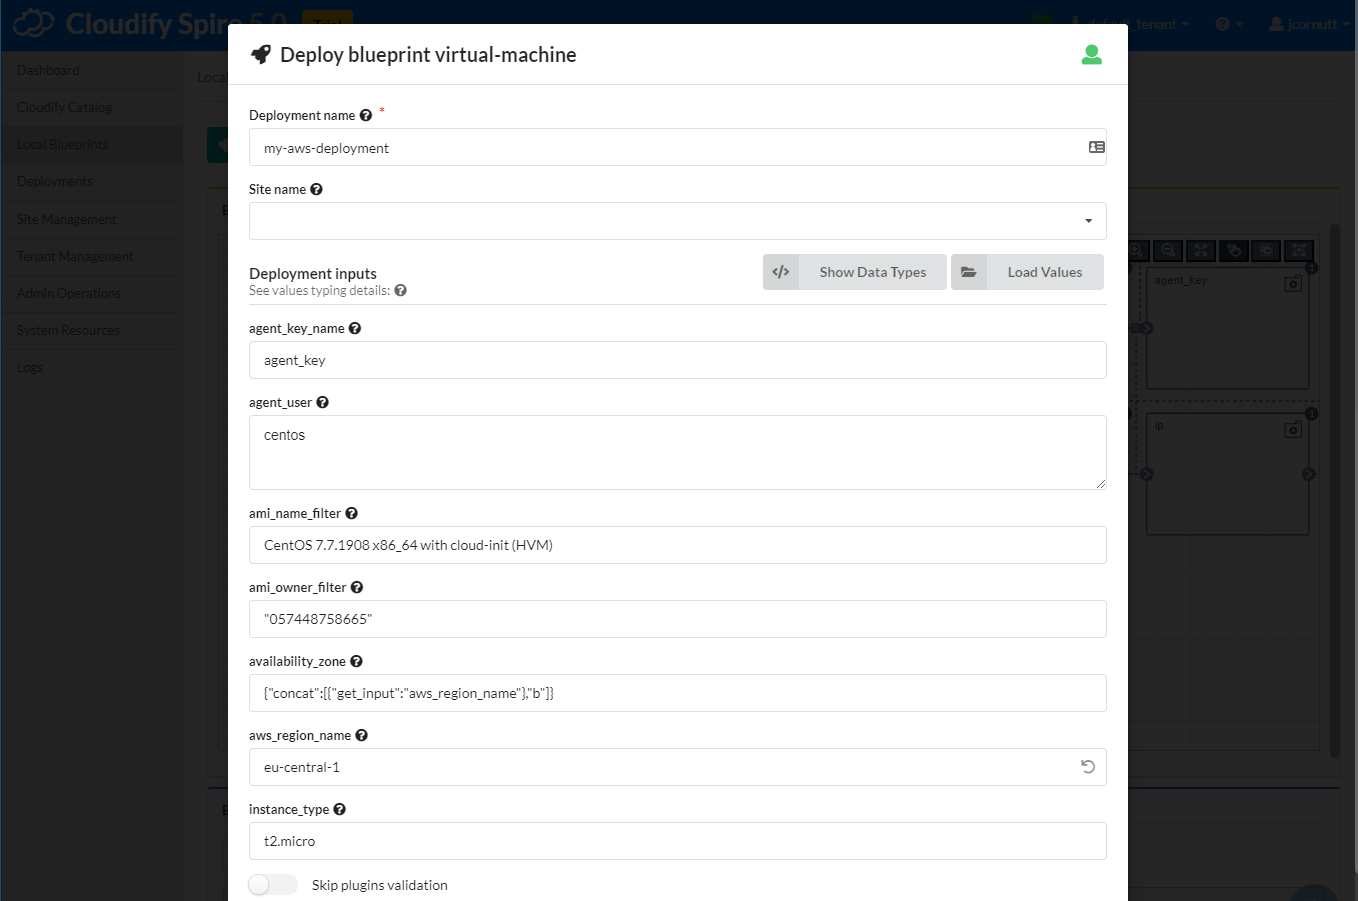 Cloudify Spire 5.0
default_tenant
jcornutt
Deploy blueprint virtual-machine
Dashboard
Cloudify Catalog
Local Blueprints
Deployments
Site Management
Tenant Management
Admin Operations
System Resources
Logs
Local
Deployment name *
my-aws-deployment
Site name
Deployment inputs
See values typing details:
Show Data Types
Load Values
agent_key_name
agent_key
agent_user
centos
ami_name_filter
CentOS 7.7.1908 x86_64 with cloud-init (HVM)
ami_owner_filter
"057448758665"
availability_zone
{"concat":[{"get_input":"aws_region_name"},"b"]}
aws_region_name
eu-central-1
instance_type
t2.micro
Skip plugins validation
agent_key
1
ip
1